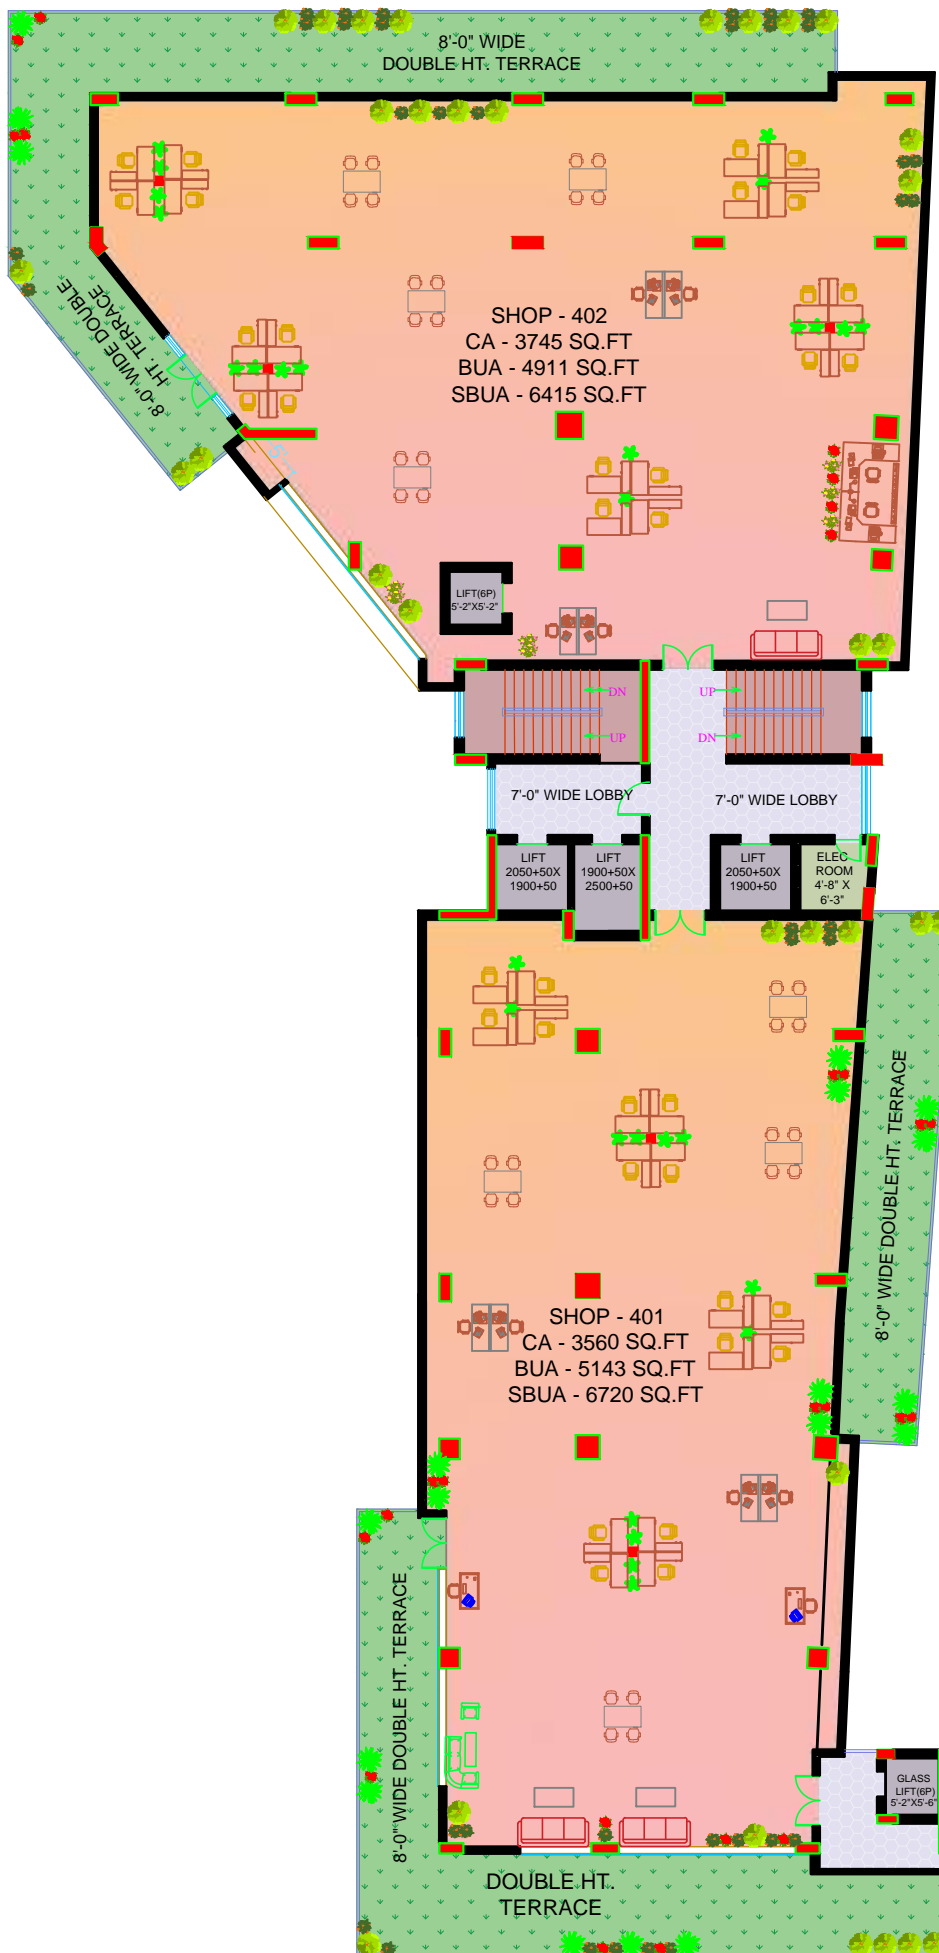 8'-0" WIDE
DOUBLE HT. TERRACE
8'-0" WIDE DOUBLE
HT. TERRACE
SHOP - 402
CA - 3745 SQ.FT
BUA - 4911 SQ.FT
SBUA - 6415 SQ.FT
LIFT(6P)
5'-2"X5'-2"
DN
UP
UP
DN
7'-0" WIDE LOBBY
7'-0" WIDE LOBBY
LIFT
2050+50X
1900+50
LIFT
1900+50X
2500+50
LIFT
2050+50X
1900+50
ELEC
ROOM
4'-8" X
6'-3"
8'-0" WIDE DOUBLE HT. TERRACE
SHOP - 401
CA - 3560 SQ.FT
BUA - 5143 SQ.FT
SBUA - 6720 SQ.FT
8'-0" WIDE DOUBLE HT. TERRACE
GLASS
LIFT(6P)
5'-2"X5'-6"
DOUBLE HT.
TERRACE